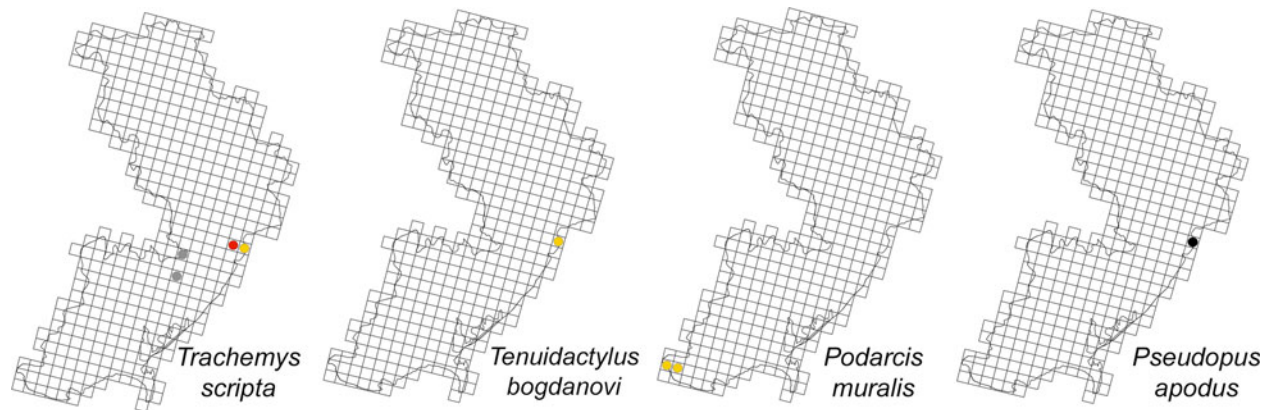 Trachemys
scripta
Tenuidactylus
bogdanovi
Podarcis
muralis
Pseudopus
apodus